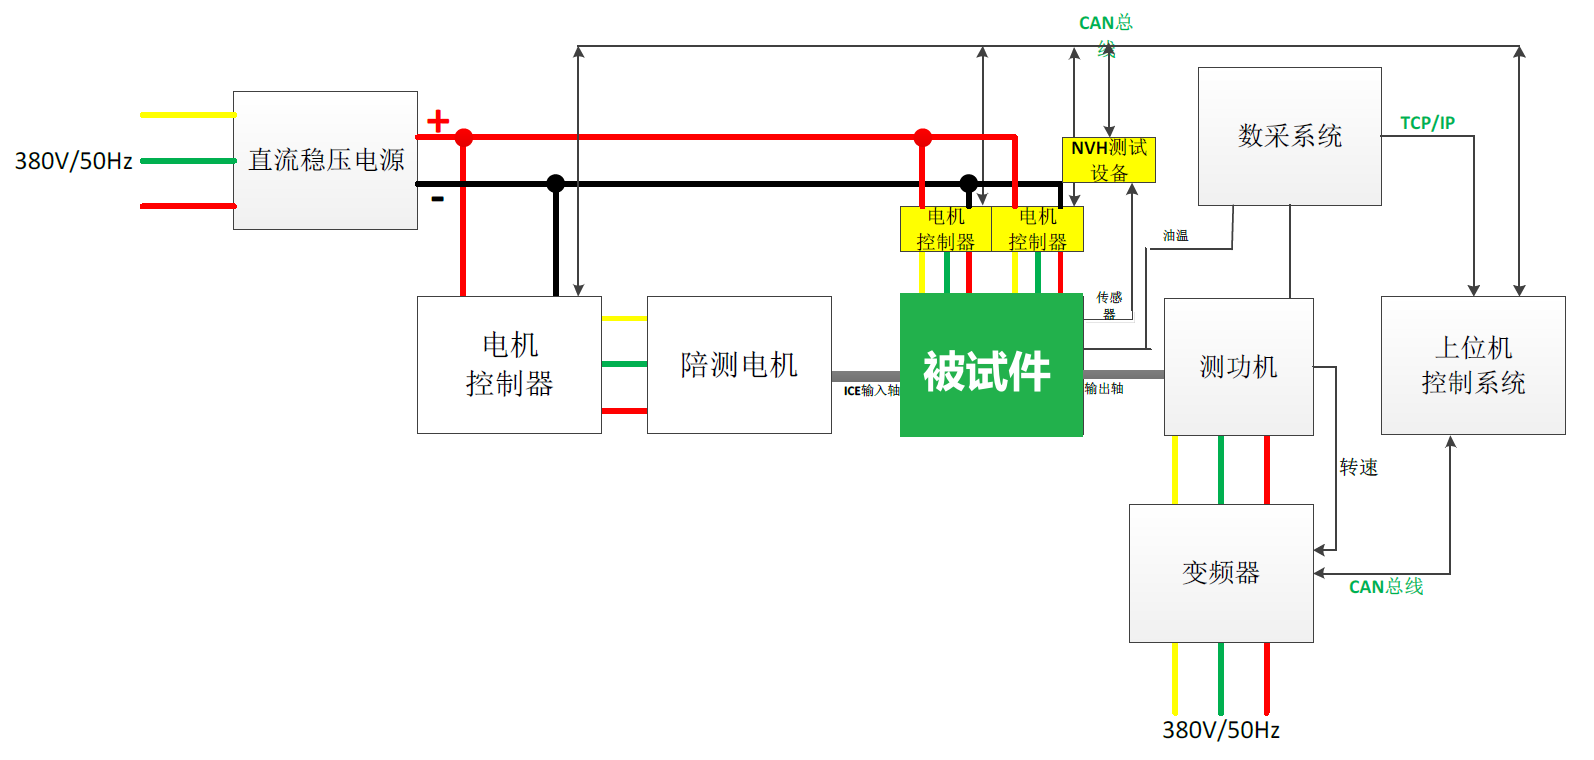 CAN总
线
380V/50Hz
直流稳压电源
+
-
NVH测试
设备
数采系统
TCP/IP
电机
控制器
电机
控制器
油温
传感
器
电机
控制器
陪测电机
ICE输入轴
被试件
输出轴
测功机
上位机
控制系统
转速
变频器
CAN总线
380V/50Hz